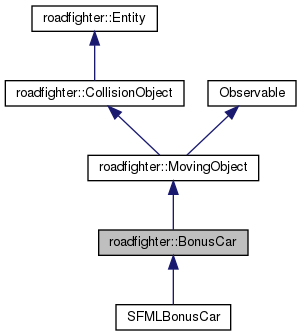 roadfighter::Entity
roadfighter::CollisionObject
Observable
roadfighter::MovingObject
roadfighter::BonusCar
SFMLBonusCar